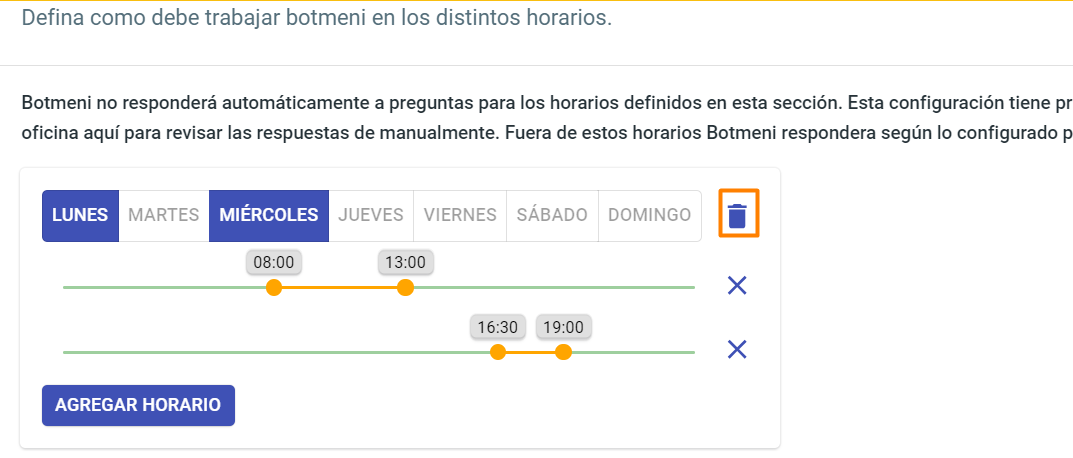 Defina como debe trabajar botmeni en los distintos horarios.
Botmeni no responderá automáticamente a preguntas para los horarios definidos en esta sección. Esta configuración tiene
oficina aquí para revisar las respuestas de manualmente. Fuera de estos horarios Botmeni respondera según lo configurado
LUNES MARTES MIÉRCOLES JUEVES VIERNES SÁBADO DOMINGO
08:00 13:00
16:30 19:00
AGREGAR HORARIO